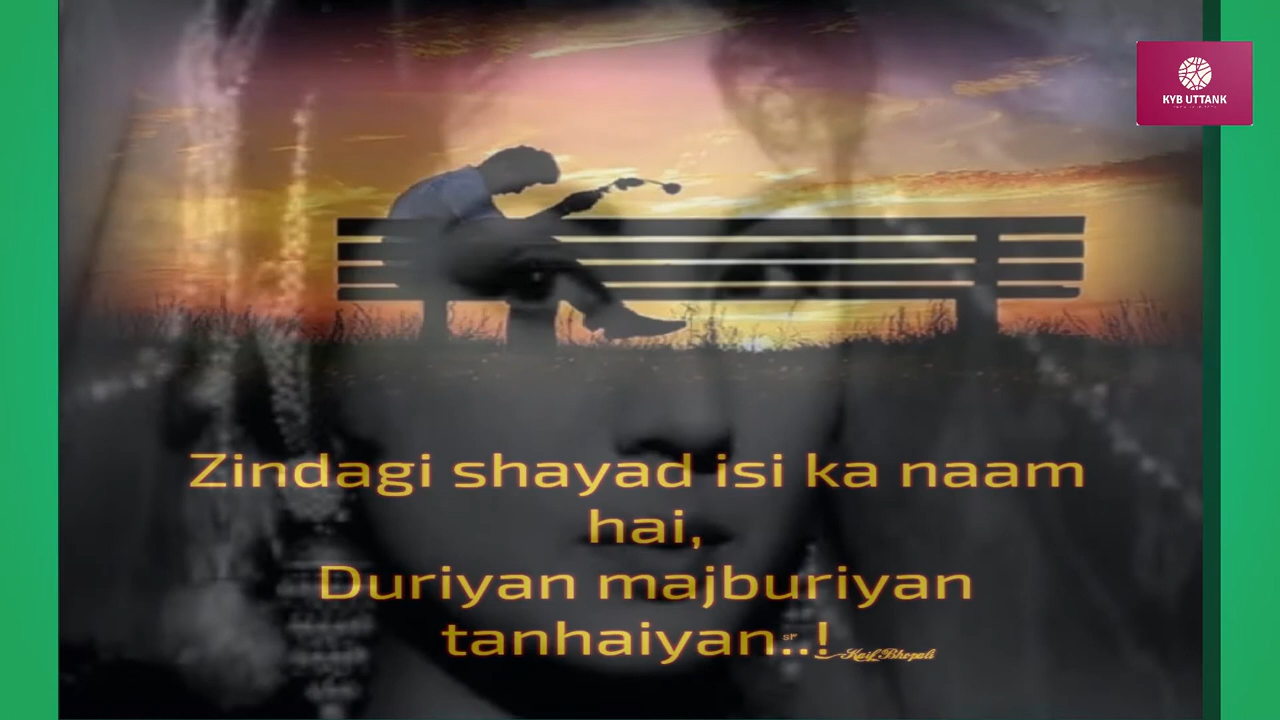 KYB UTTANK
Zindagi shayad isi ka naam
hai,
Duriyan majburiyan
tanhaiyan..!
Kaif Bhopali